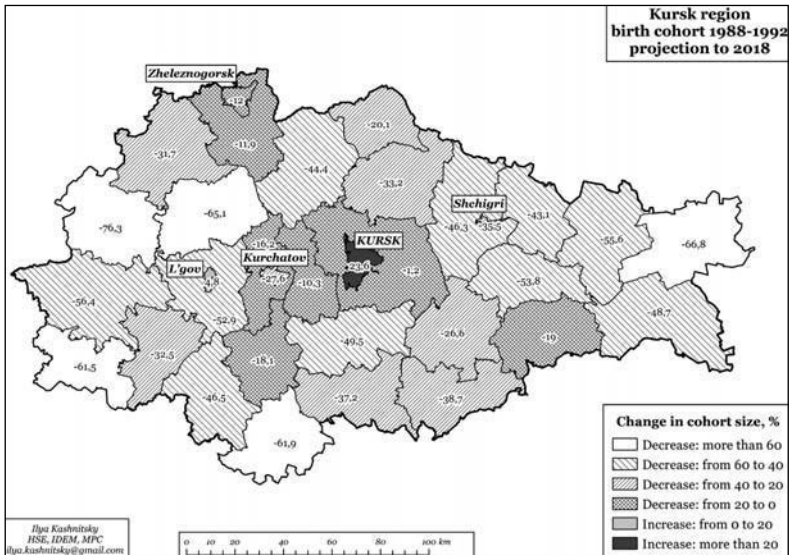 Kursk region
birth cohort 1988-1992
projection to 2018
Zheleznogorsk
-12
-20,1
-11,9
-31,7
-44,4
-33,2
Shchigri
-43,1
-65,1
-46,3
-35,5
-76,3
-55,6
-66,8
-16,2
KURSK
L'gov
Kurchatov
23,6
-1,2
-4,8
-27,6
-10,3
-53,8
-56,4
-52,9
-48,7
-26,6
-19
-49,5
-32,5
-18,1
-61,5
-46,5
-37,2
-38,7
-61,9
Change in cohort size, %
Decrease: more than 60
Decrease: from 60 to 40
Decrease: from 40 to 20
Decrease: from 20 to 0
Increase: from 0 to 20
Increase: more than 20
Ilya Kashnitsky
HSE, IDEM, MPC
ilya.kashnitsky@gmail.com
0 20 40 60 80 100 km